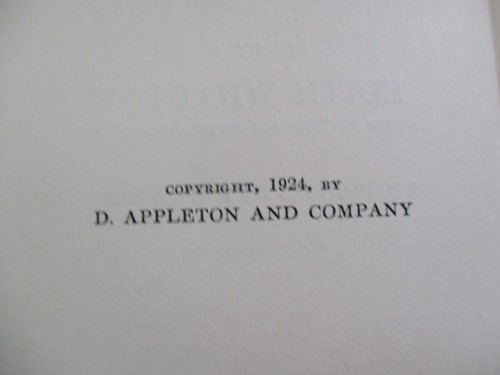 COPYRIGHT, 1924, BY
D. APPLETON AND COMPANY